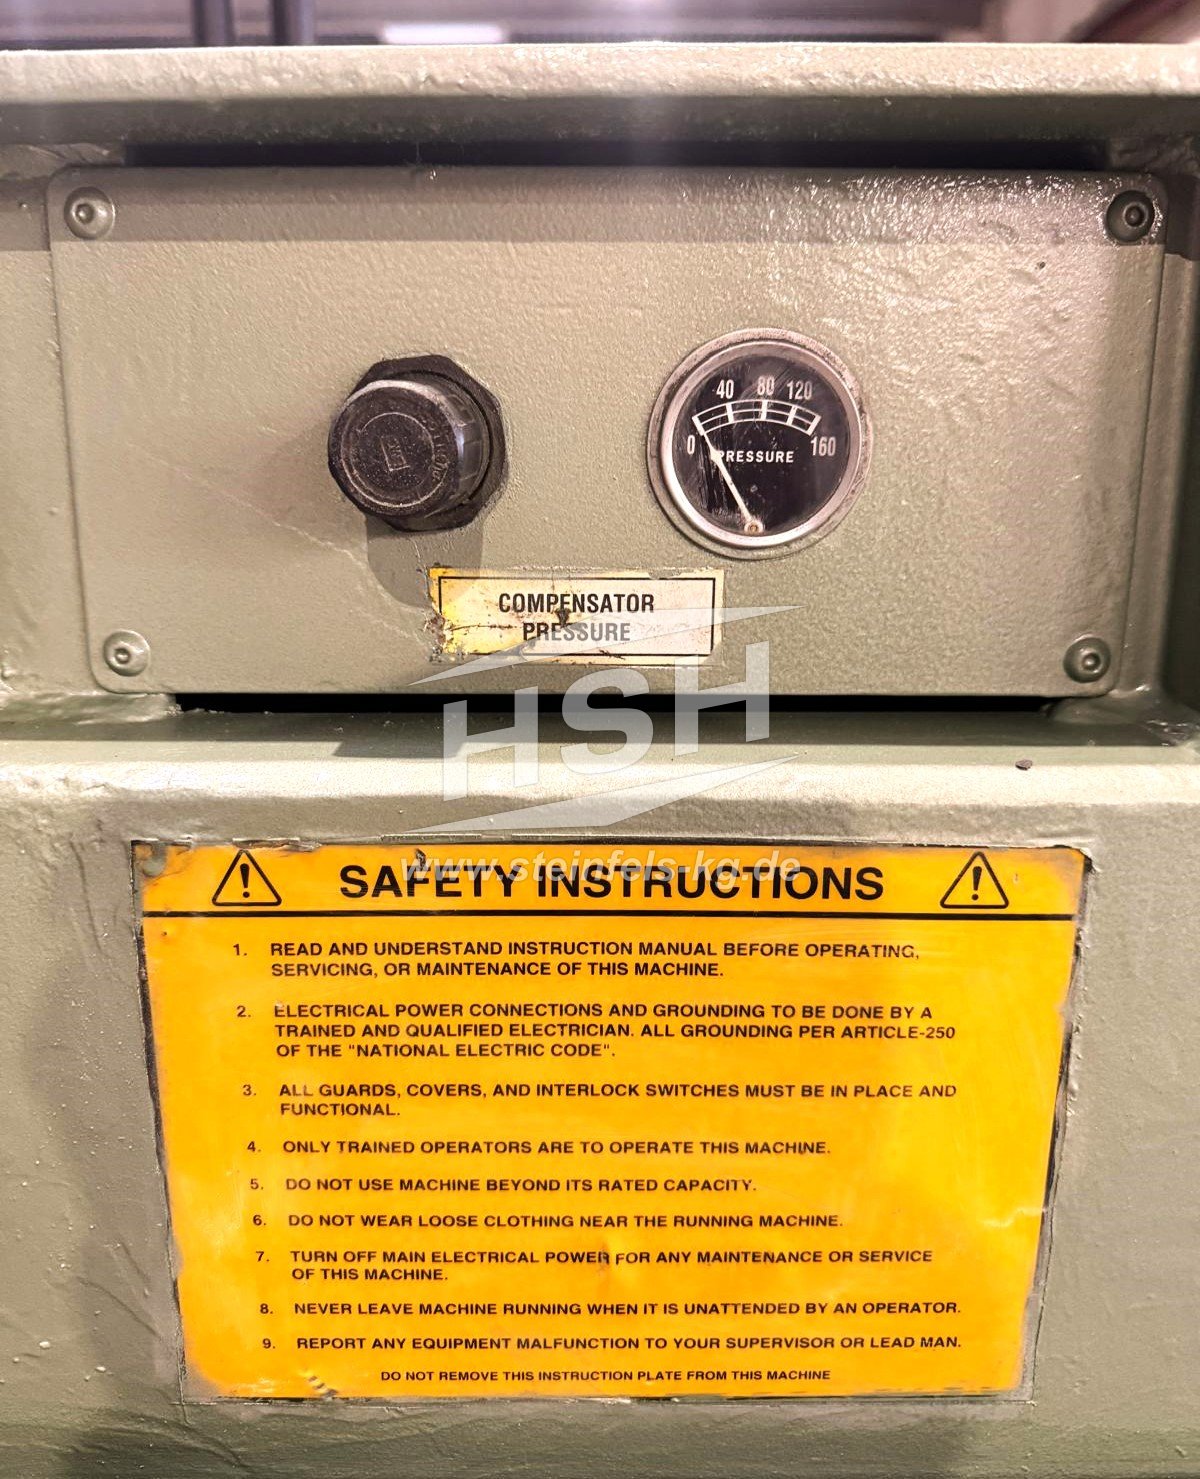 40 80 120
0 160
PRESSURE
COMPENSATOR
PRESSURE
HSH
www.steinfels-kg.de
SAFETY INSTRUCTIONS
1. READ AND UNDERSTAND INSTRUCTION MANUAL BEFORE OPERATING,
SERVICING, OR MAINTENANCE OF THIS MACHINE.
2. ELECTRICAL POWER CONNECTIONS AND GROUNDING TO BE DONE BY A
TRAINED AND QUALIFIED ELECTRICIAN. ALL GROUNDING PER ARTICLE-250
OF THE "NATIONAL ELECTRIC CODE".
3. ALL GUARDS, COVERS, AND INTERLOCK SWITCHES MUST BE IN PLACE AND
FUNCTIONAL.
4. ONLY TRAINED OPERATORS ARE TO OPERATE THIS MACHINE.
5. DO NOT USE MACHINE BEYOND ITS RATED CAPACITY.
6. DO NOT WEAR LOOSE CLOTHING NEAR THE RUNNING MACHINE.
7. TURN OFF MAIN ELECTRICAL POWER FOR ANY MAINTENANCE OR SERVICE
OF THIS MACHINE.
8. NEVER LEAVE MACHINE RUNNING WHEN IT IS UNATTENDED BY AN OPERATOR.
9. REPORT ANY EQUIPMENT MALFUNCTION TO YOUR SUPERVISOR OR LEAD MAN.
DO NOT REMOVE THIS INSTRUCTION PLATE FROM THIS MACHINE